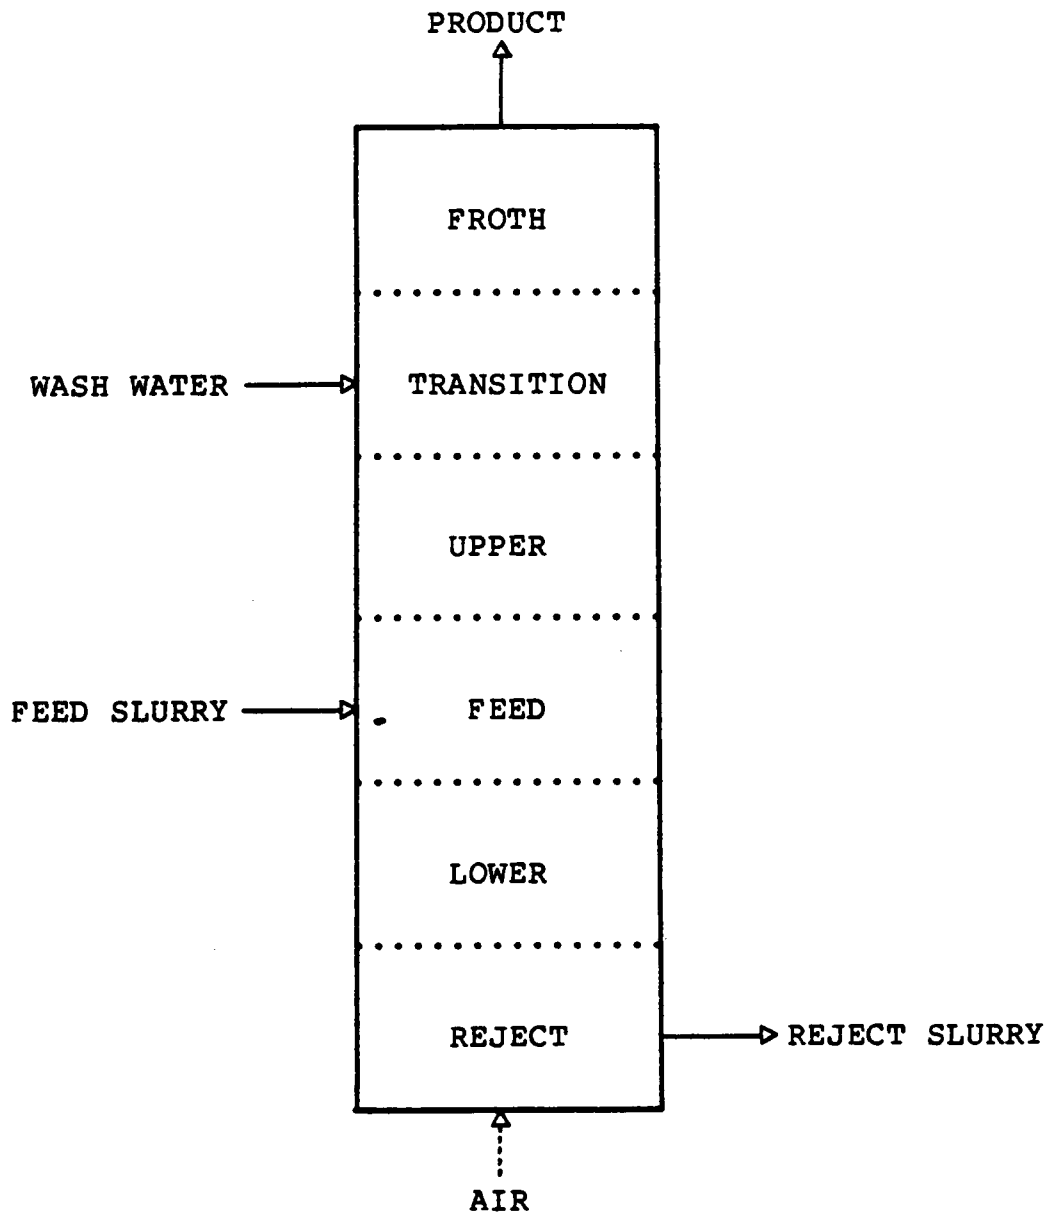 PRODUCT
FROTH
WASH WATER
TRANSITION
UPPER
FEED SLURRY
FEED
LOWER
REJECT
REJECT SLURRY
AIR